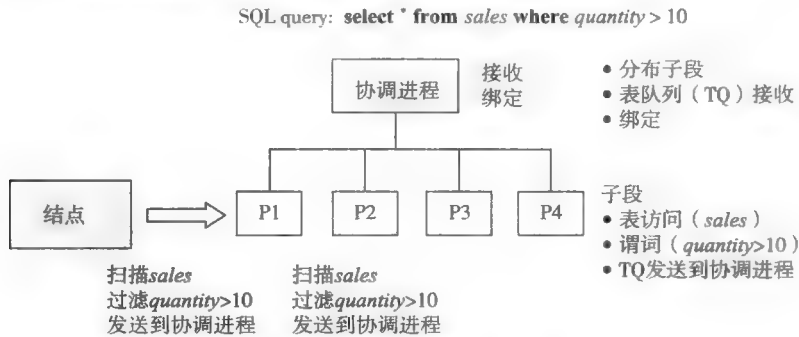 SQL query: select * from sales where quantity > 10
协调进程
接收
绑定
• 分布子段
• 表队列（TQ）接收
• 绑定
结点
P1
P2
P3
P4
子段
• 表访问（sales）
• 谓词（quantity>10）
• TQ发送到协调进程
扫描sales
过滤quantity>10
发送到协调进程
扫描sales
过滤quantity>10
发送到协调进程